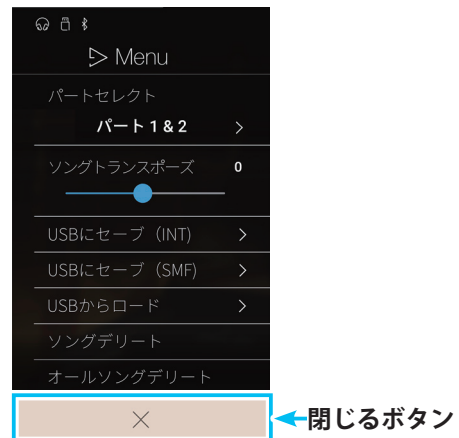 Menu
パートセレクト
パート 1 & 2
ソングトランスポーズ 0
USBにセーブ（INT)
USBにセーブ（SMF)
USBからロード
ソングデリート
オールソングデリート
閉じるボタン